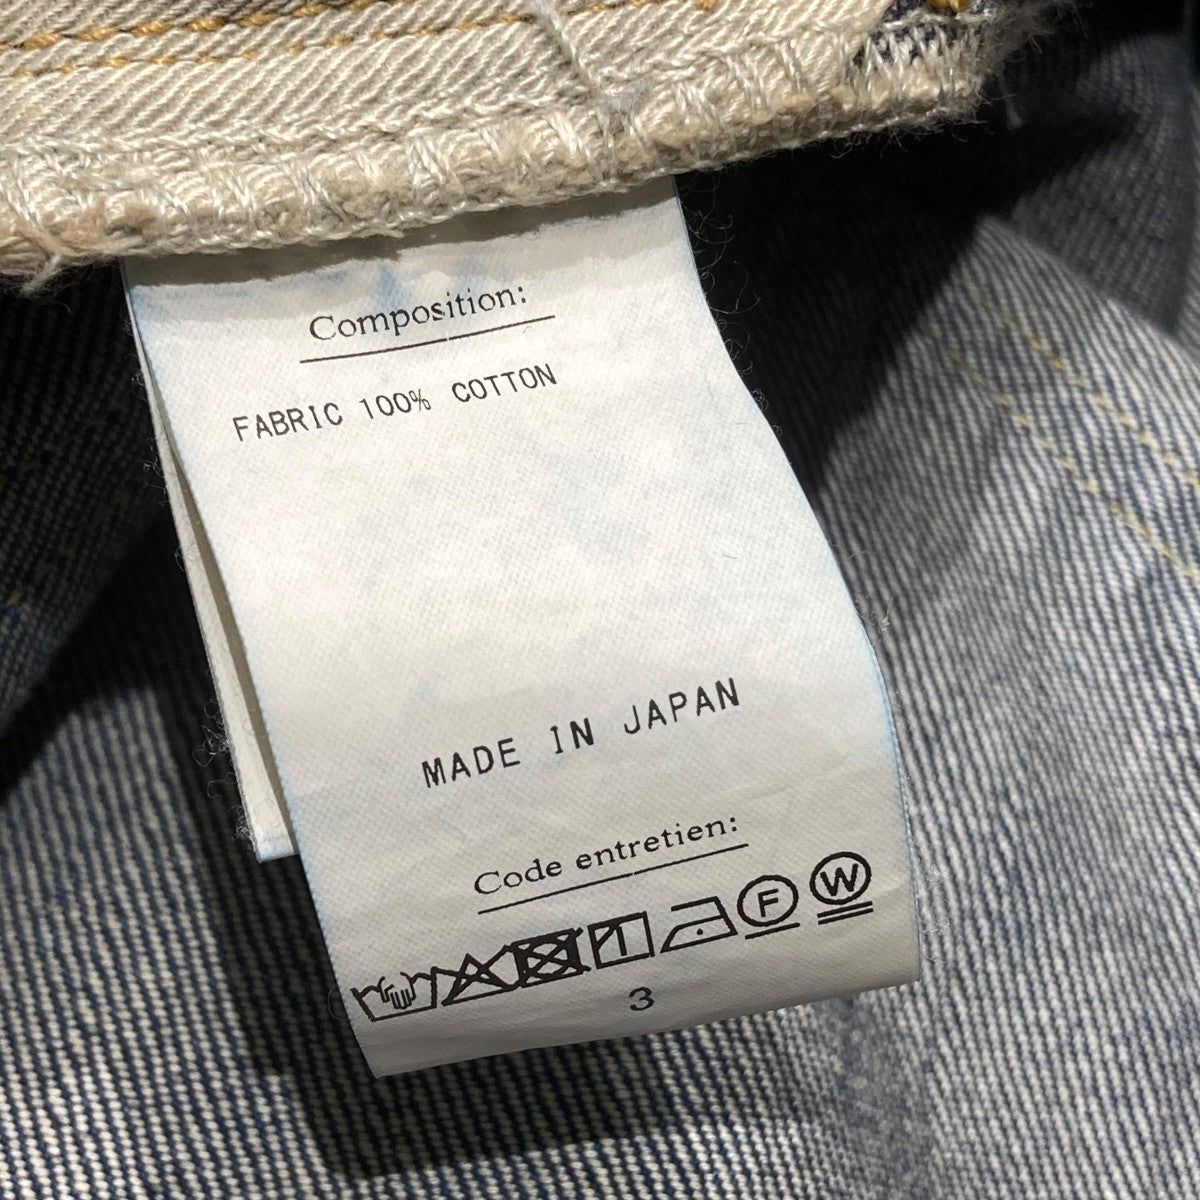 Composition:
FABRIC 100% COTTON
MADE IN JAPAN
Code entretien:
F W
3